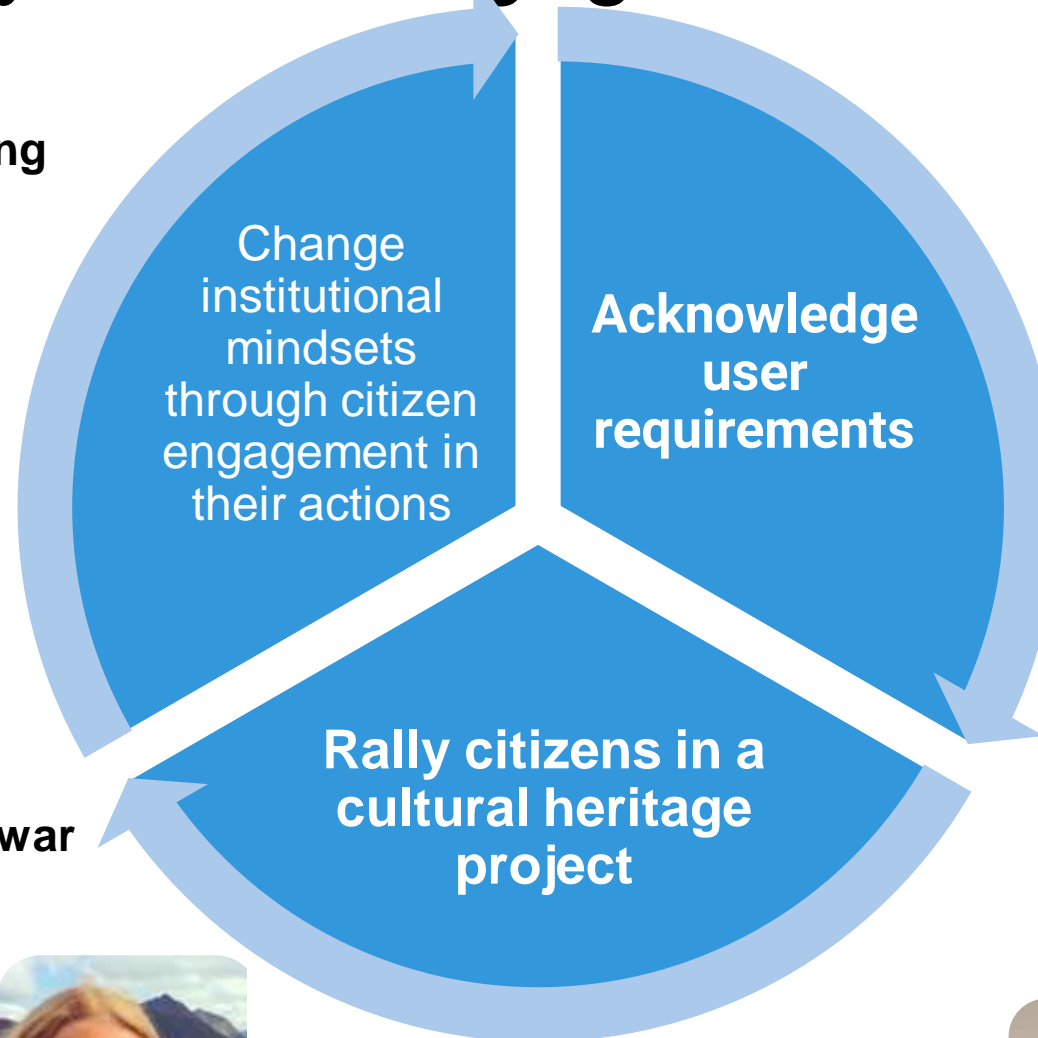 Change
institutional
mindsets
through citizen
engagement in
their actions
Acknowledge
user
requirements
Rally citizens in a
cultural heritage
project
war